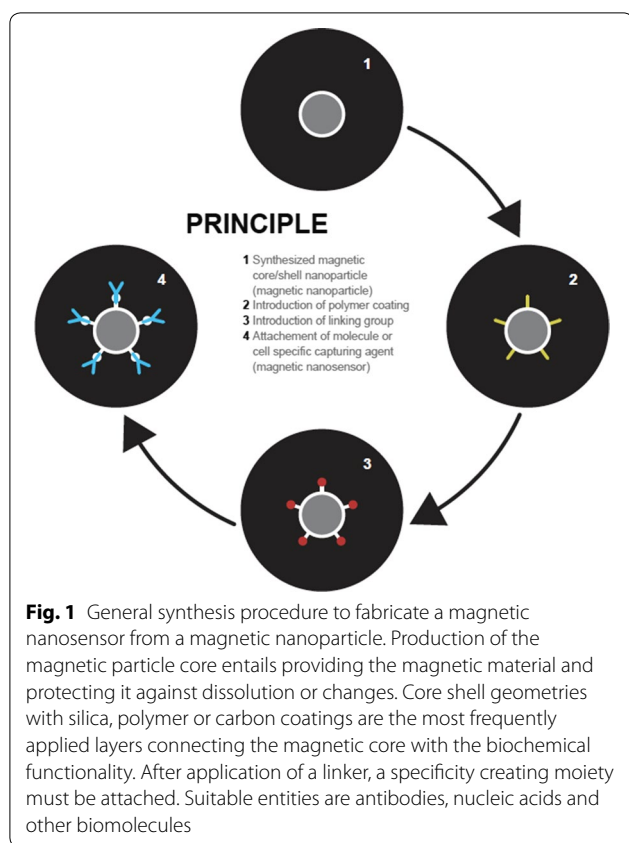 1
PRINCIPLE
1 Synthesized magnetic
core/shell nanoparticle
(magnetic nanoparticle)
2 Introduction of polymer coating
3 Introduction of linking group
4 Attachement of molecule or
cell specific capturing agent
(magnetic nanosensor)
4
2
3
Fig. 1 General synthesis procedure to fabricate a magnetic
nanosensor from a magnetic nanoparticle. Production of the
magnetic particle core entails providing the magnetic material and
protecting it against dissolution or changes. Core shell geometries
with silica, polymer or carbon coatings are the most frequently
applied layers connecting the magnetic core with the biochemical
functionality. After application of a linker, a specificity creating moiety
must be attached. Suitable entities are antibodies, nucleic acids and
other biomolecules